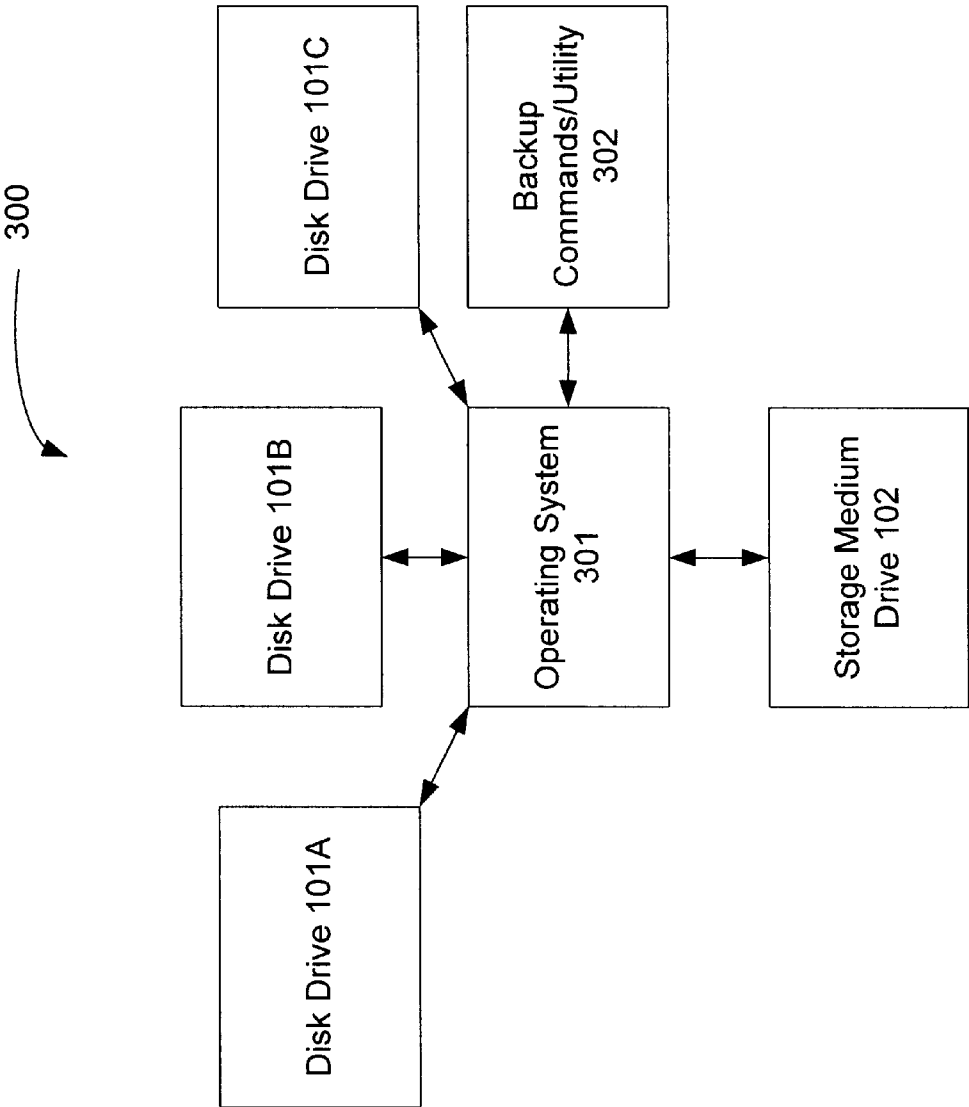 300
Disk Drive 101A
Disk Drive 101B
Disk Drive 101C
Operating System
301
Backup
Commands/Utility
302
Storage Medium
Drive 102